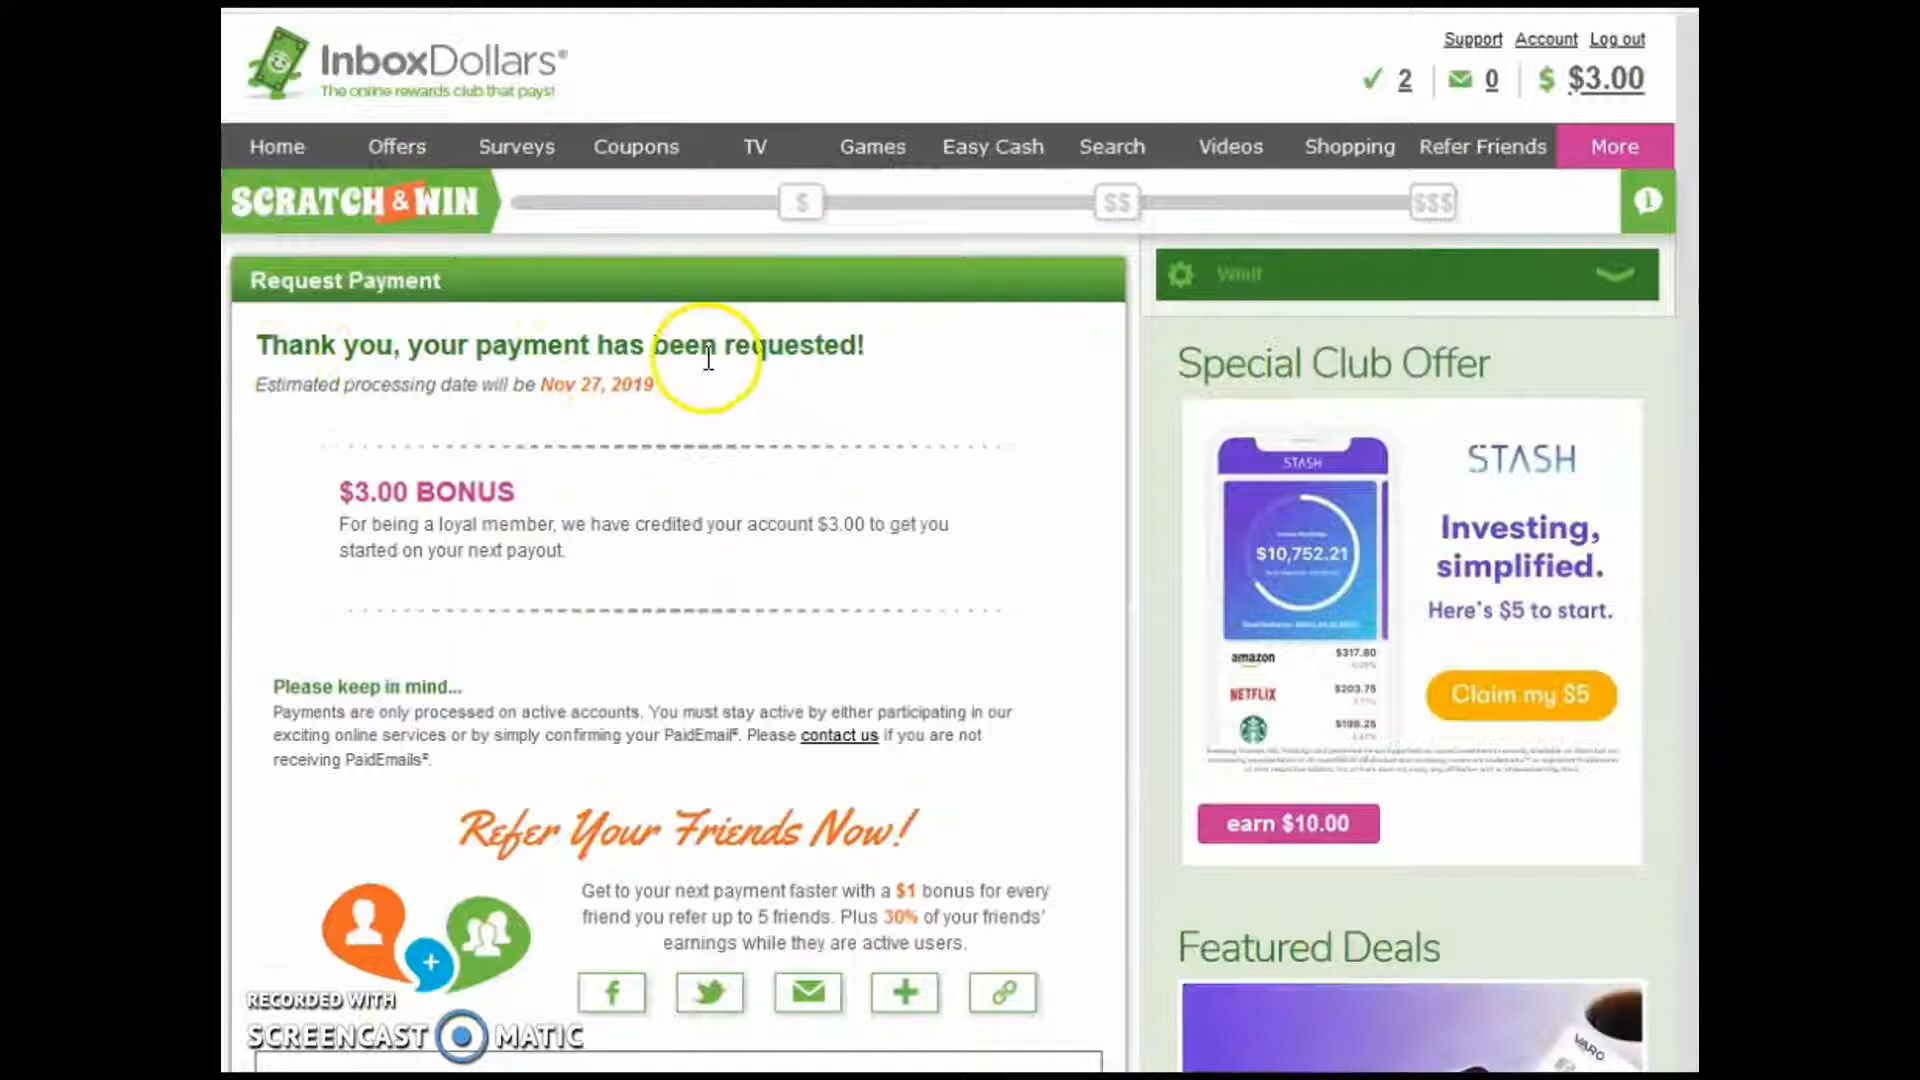 InboxDollars®
The online rewards club that pays!
Support Account Log out
2 0 $ $3.00
Home Offers Surveys Coupons TV Games Easy Cash Search Videos Shopping Refer Friends More
SCRATCH & WIN $ $$ $$$
Request Payment
Thank you, your payment has been requested!
Estimated processing date will be Nov 27, 2019
$3.00 BONUS
For being a loyal member, we have credited your account $3.00 to get you
started on your next payout.
Please keep in mind...
Payments are only processed on active accounts. You must stay active by either participating in our
exciting online services or by simply confirming your PaidEmail®. Please contact us if you are not
receiving PaidEmails®.
Refer Your Friends Now!
Get to your next payment faster with a $1 bonus for every
friend you refer up to 5 friends. Plus 30% of your friends'
earnings while they are active users.
RECORDED WITH
SCREENCAST MATIC
Special Club Offer
STASH
$10,752.21
amazon $317.80
NETFLIX $203.75
$198.25
STASH
Investing,
simplified.
Here's $5 to start.
Claim my $5
earn $10.00
Featured Deals
VARO